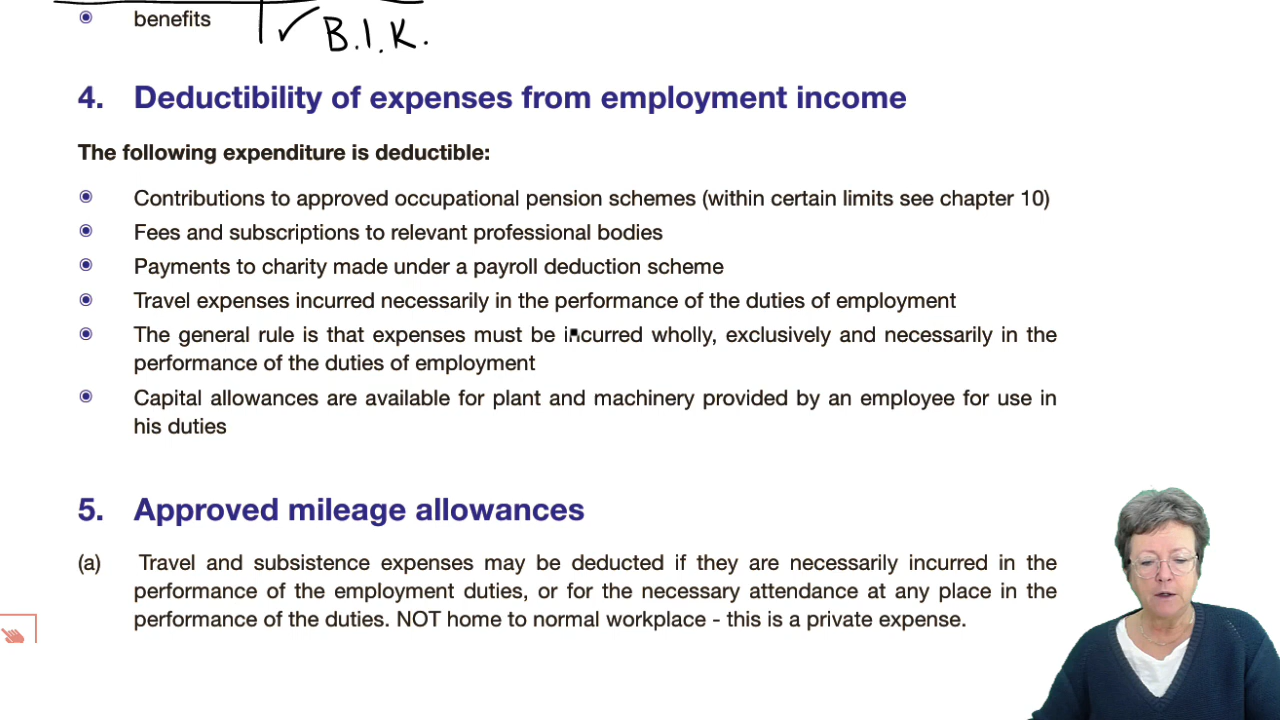 benefits ✓ B.I.K.
4. Deductibility of expenses from employment income
The following expenditure is deductible:
Contributions to approved occupational pension schemes (within certain limits see chapter 10)
Fees and subscriptions to relevant professional bodies
Payments to charity made under a payroll deduction scheme
Travel expenses incurred necessarily in the performance of the duties of employment
The general rule is that expenses must be incurred wholly, exclusively and necessarily in the
performance of the duties of employment
Capital allowances are available for plant and machinery provided by an employee for use in
his duties
5. Approved mileage allowances
(a) Travel and subsistence expenses may be deducted if they are necessarily incurred in the
performance of the employment duties, or for the necessary attendance at any place in the
performance of the duties. NOT home to normal workplace - this is a private expense.